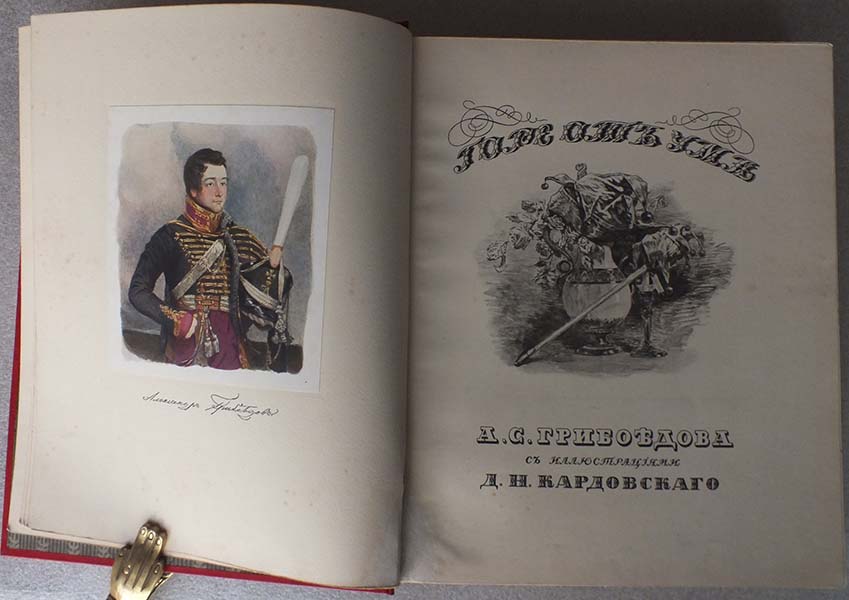 Александръ Грибоѣдовъ
ГОРЕ ОТЪ УМА
А. С. ГРИБОѢДОВА
СЪ ИЛЛЮСТРАЦІЯМИ
Д. Н. КАРДОВСКАГО